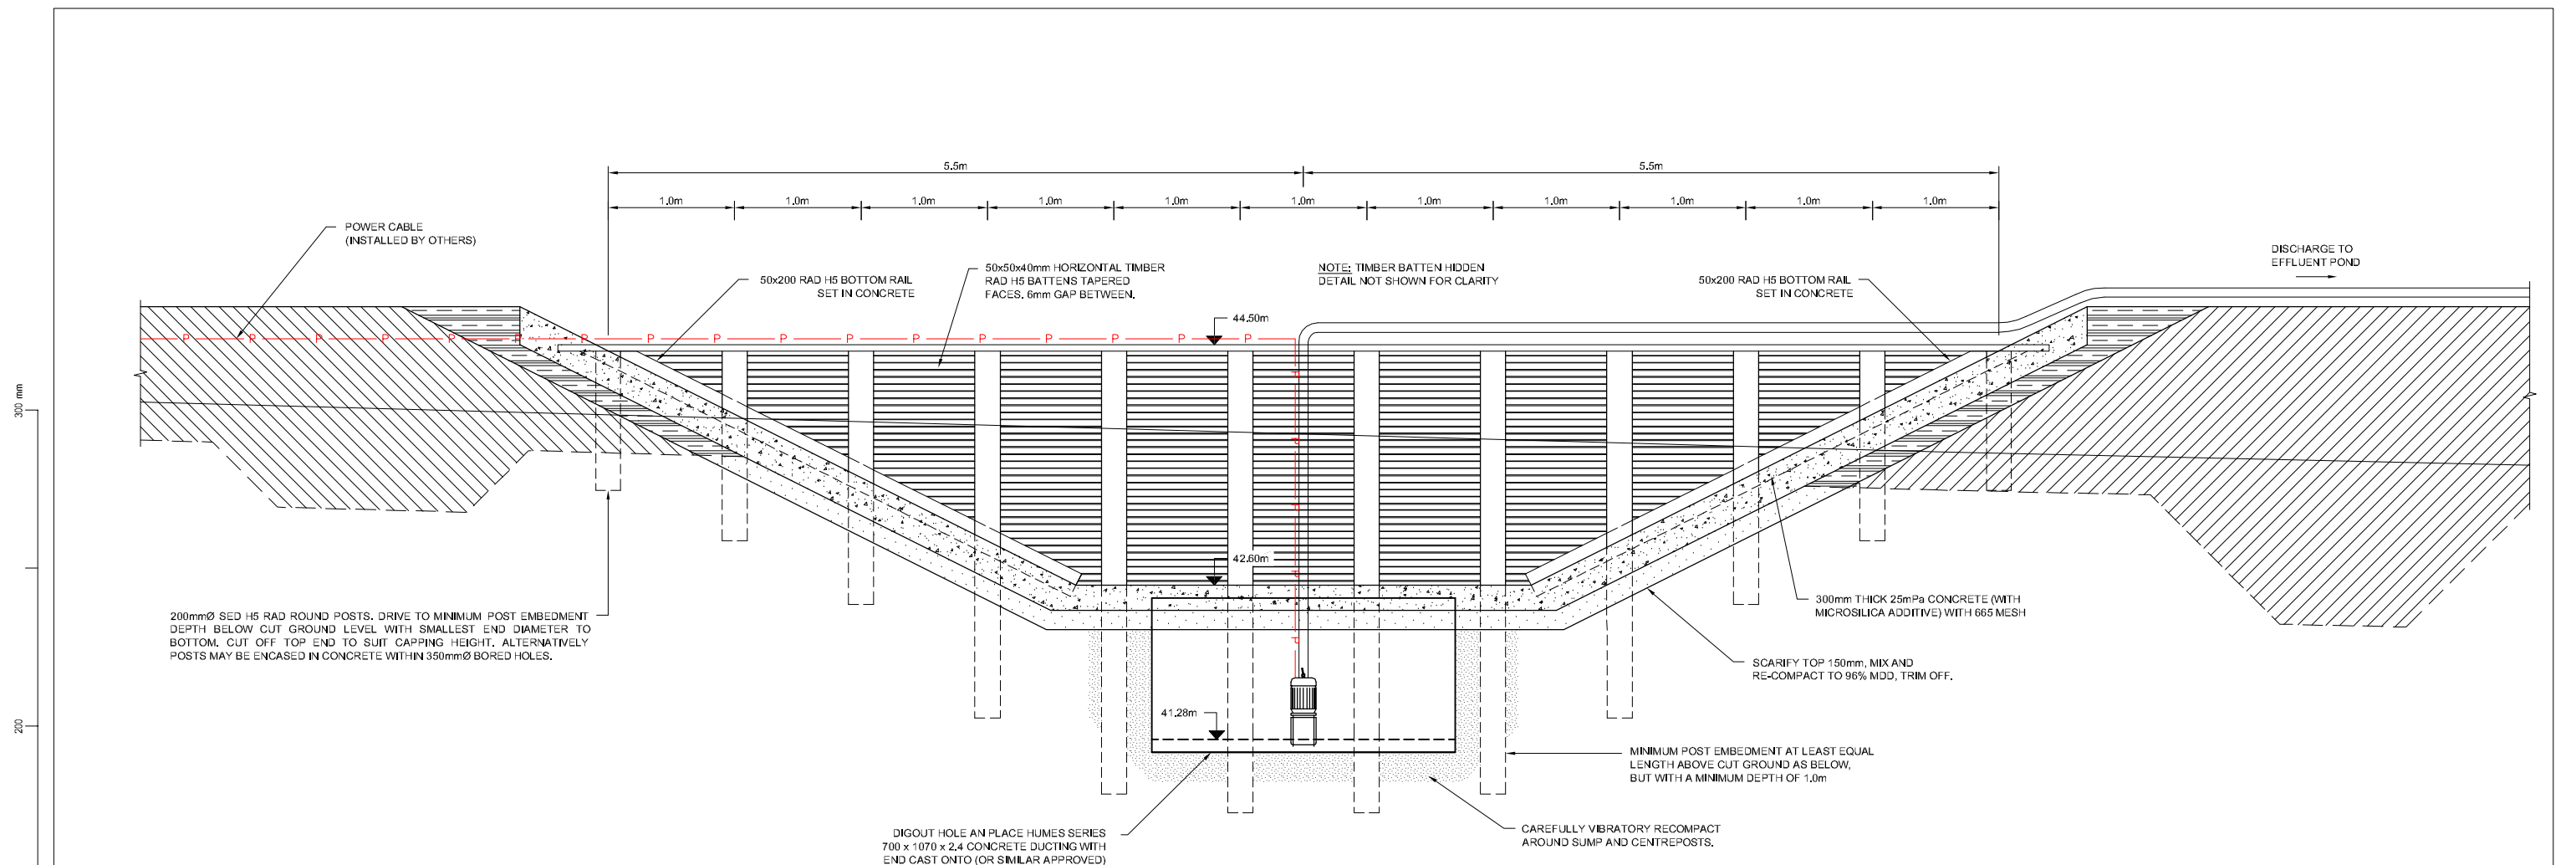 5.5m
5.5m
1.0m
1.0m
1.0m
1.0m
1.0m
1.0m
1.0m
1.0m
1.0m
1.0m
1.0m
POWER CABLE
(INSTALLED BY OTHERS)
50x200 RAD H5 BOTTOM RAIL
SET IN CONCRETE
50x50x40mm HORIZONTAL TIMBER
RAD H5 BATTENS TAPERED
FACES. 6mm GAP BETWEEN.
NOTE: TIMBER BATTEN HIDDEN
DETAIL NOT SHOWN FOR CLARITY
50x200 RAD H5 BOTTOM RAIL
SET IN CONCRETE
DISCHARGE TO
EFFLUENT POND
44.50m
P P P P P P P P P P P P P P P P P
P
P
P
P
P
300 mm
42.60m
200mmØ SED H5 RAD ROUND POSTS. DRIVE TO MINIMUM POST EMBEDMENT
DEPTH BELOW CUT GROUND LEVEL WITH SMALLEST END DIAMETER TO
BOTTOM. CUT OFF TOP END TO SUIT CAPPING HEIGHT. ALTERNATIVELY
POSTS MAY BE ENCASED IN CONCRETE WITHIN 350mmØ BORED HOLES.
300mm THICK 25mPa CONCRETE (WITH
MICROSILICA ADDITIVE) WITH 665 MESH
SCARIFY TOP 150mm, MIX AND
RE-COMPACT TO 96% MDD, TRIM OFF.
200
41.28m
MINIMUM POST EMBEDMENT AT LEAST EQUAL
LENGTH ABOVE CUT GROUND AS BELOW,
BUT WITH A MINIMUM DEPTH OF 1.0m
DIGOUT HOLE AN PLACE HUMES SERIES
700 x 1070 x 2.4 CONCRETE DUCTING WITH
END CAST ONTO (OR SIMILAR APPROVED)
CAREFULLY VIBRATORY RECOMPACT
AROUND SUMP AND CENTREPOSTS.